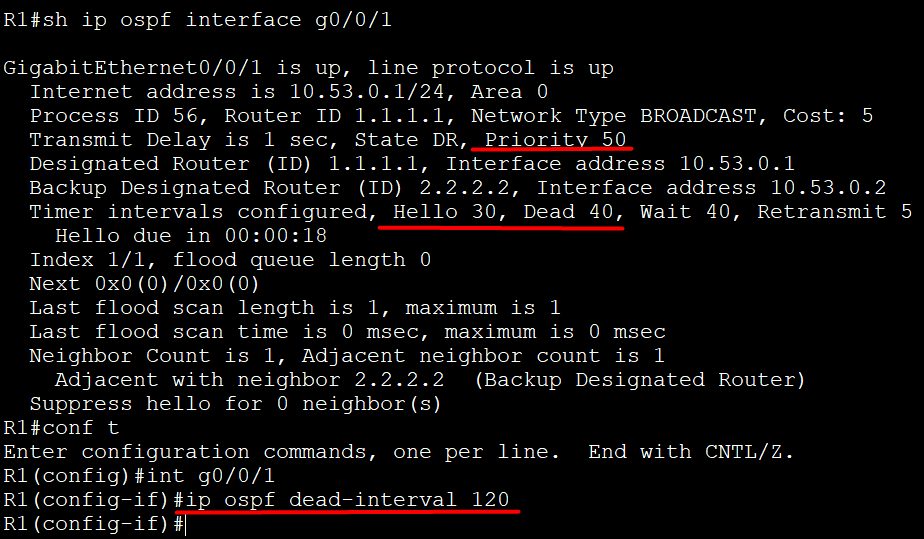 R1#sh ip ospf interface g0/0/1
GigabitEthernet0/0/1 is up, line protocol is up
Internet address is 10.53.0.1/24, Area 0
Process ID 56, Router ID 1.1.1.1, Network Type BROADCAST, Cost: 5
Transmit Delay is 1 sec, State DR, Priority 50
Designated Router (ID) 1.1.1.1, Interface address 10.53.0.1
Backup Designated Router (ID) 2.2.2.2, Interface address 10.53.0.2
Timer intervals configured, Hello 30, Dead 40, Wait 40, Retransmit 5
Hello due in 00:00:18
Index 1/1, flood queue length 0
Next 0x0(0)/0x0(0)
Last flood scan length is 1, maximum is 1
Last flood scan time is 0 msec, maximum is 0 msec
Neighbor Count is 1, Adjacent neighbor count is 1
Adjacent with neighbor 2.2.2.2  (Backup Designated Router)
Suppress hello for 0 neighbor(s)
R1#conf t
Enter configuration commands, one per line.  End with CNTL/Z.
R1(config)#int g0/0/1
R1(config-if)#ip ospf dead-interval 120
R1(config-if)#